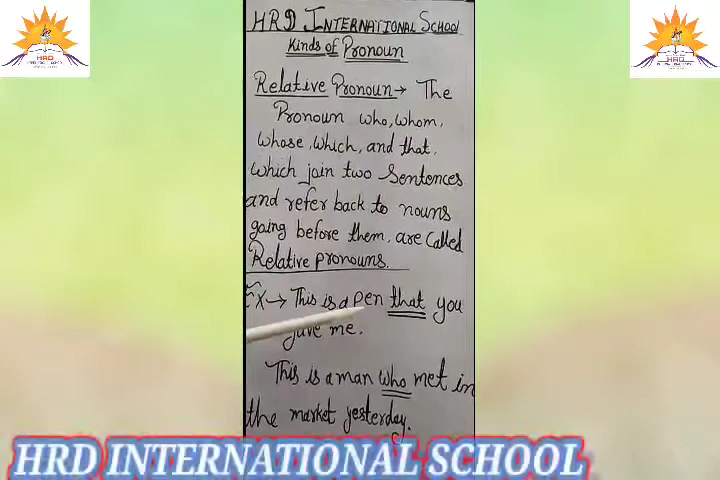 HRD INTERNATIONAL SCHOOL
Kinds of Pronoun
Relative Pronoun → The
Pronoun who, whom,
whose, which, and that,
which join two Sentences
and refer back to nouns
going before them, are called
Relative pronouns.
EX → This is a pen that you
gave me.
This is a man who met in
the market yesterday.
HRD
HRD
HRD INTERNATIONAL SCHOOL